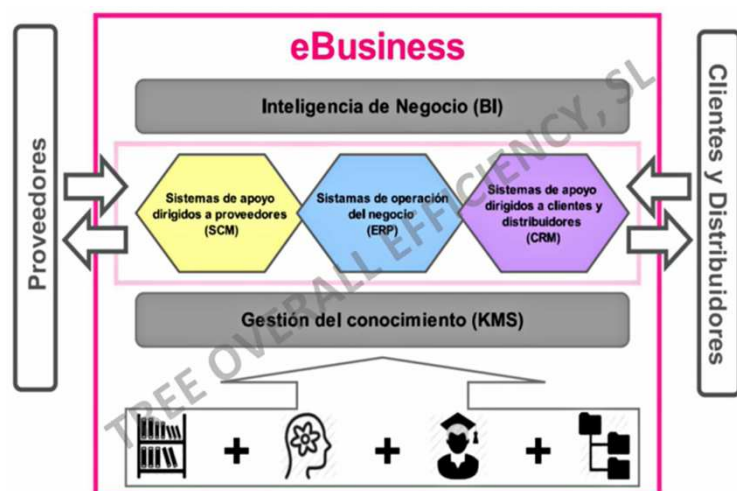 eBusiness
Inteligencia de Negocio (BI)
Proveedores
Sistemas de apoyo
dirigidos a proveedores
(SCM)
Sistamas de operación
del negocio
(ERP)
Sistemas de apoyo
dirigidos a clientes y
distribuidores
(CRM)
Clientes y Distribuidores
Gestión del conocimiento (KMS)
+ + +
TREE OVERALL EFFICIENCY, SL